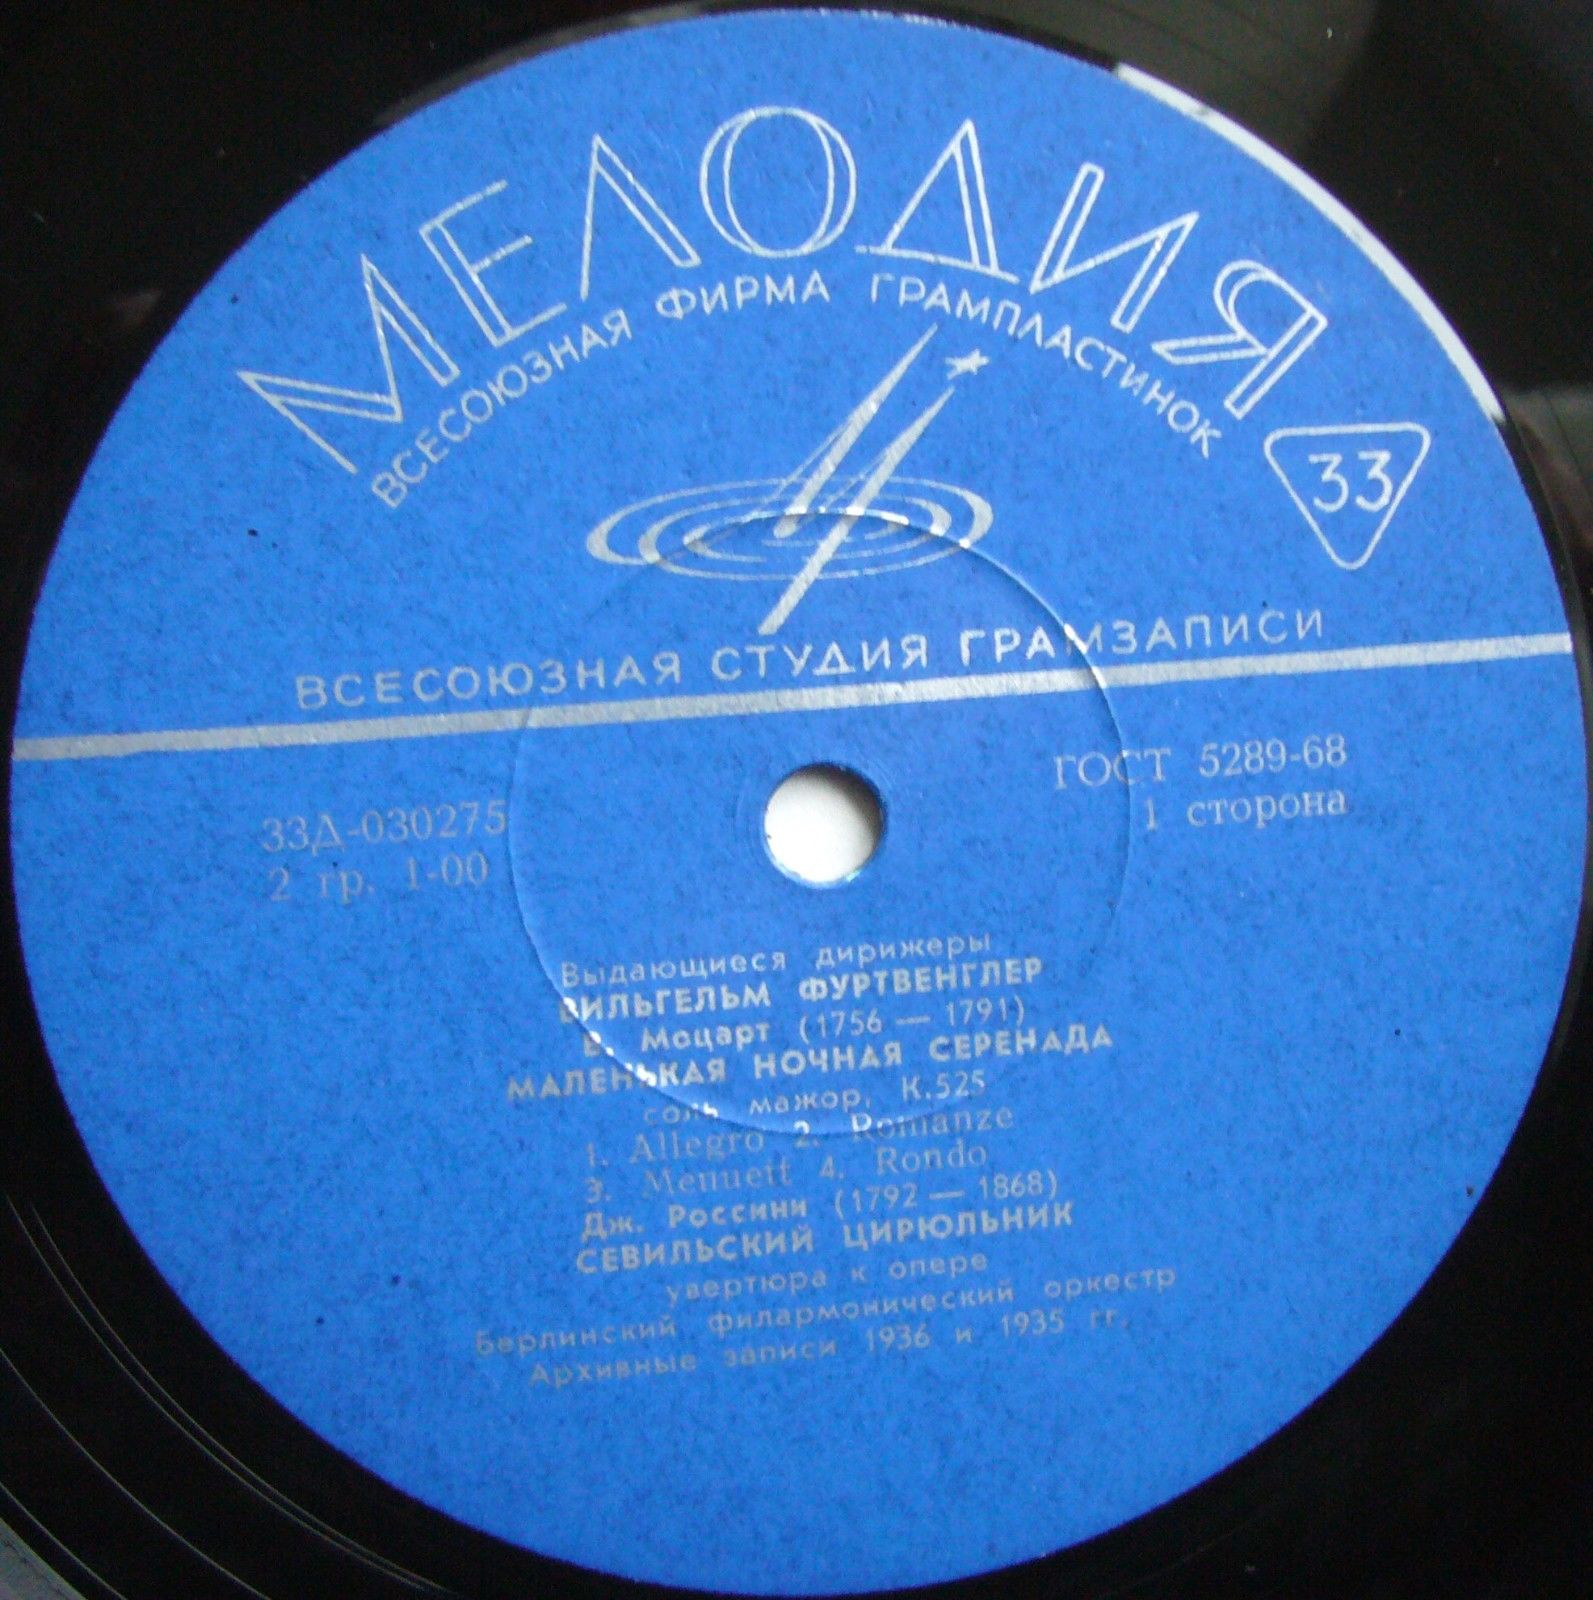 МЕЛОДИЯ
ВСЕСОЮЗНАЯ ФИРМА ГРАМПЛАСТИНОК
33
ВСЕСОЮЗНАЯ СТУДИЯ ГРАМЗАПИСИ
33Д-030275
2 гр. 1-00
ГОСТ 5289-68
1 сторона
Выдающиеся дирижеры
ВИЛЬГЕЛЬМ ФУРТВЕНГЛЕР
В. Моцарт (1756 — 1791)
МАЛЕНЬКАЯ НОЧНАЯ СЕРЕНАДА
соль мажор, К.525
1. Allegro 2. Romanze
3. Menuett 4. Rondo
Дж. Россини (1792 — 1868)
СЕВИЛЬСКИЙ ЦИРЮЛЬНИК
увертюра к опере
Берлинский филармонический оркестр
Архивные записи 1936 и 1935 гг.